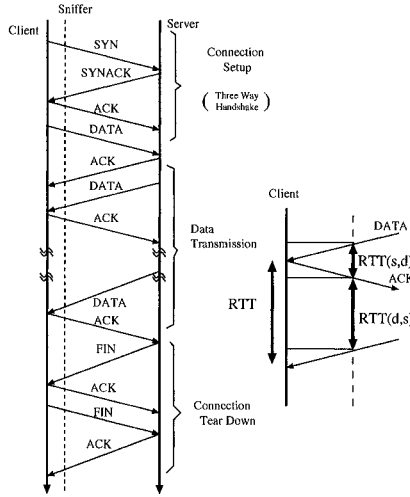 Sniffer
Client
Server
SYN
SYNACK
ACK
DATA
ACK
DATA
ACK
DATA
ACK
FIN
ACK
FIN
ACK
Connection
Setup
( Three Way
Handshake )
Data
Transmission
Connection
Tear Down
Client
DATA
RTT(s,d)
ACK
RTT
RTT(d,s)